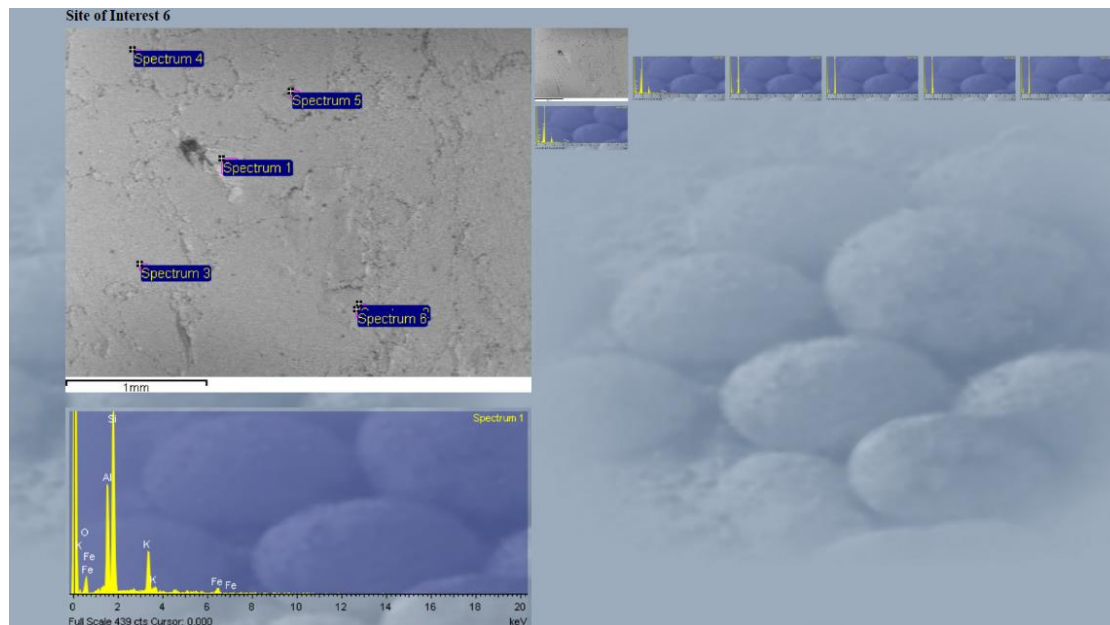 Site of Interest 6
Spectrum 4
Spectrum 5
Spectrum 1
Spectrum 3
Spectrum 6
1mm
Spectrum 1
Si
Al
O
K
K
Fe
Fe
K
Fe
Fe
0 2 4 6 8 10 12 14 16 18 20
Full Scale 439 cts Cursor: 0.000 keV